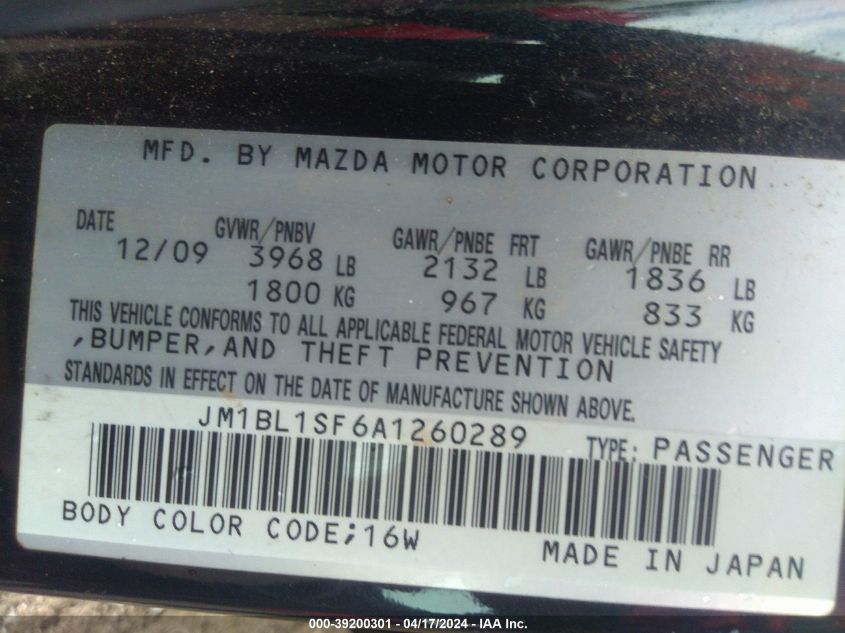 MFD. BY MAZDA MOTOR CORPORATION
DATE GVWR/PNBV GAWR/PNBE FRT GAWR/PNBE RR
12/09 3968 LB 2132 LB 1836 LB
1800 KG 967 KG 833 KG
THIS VEHICLE CONFORMS TO ALL APPLICABLE FEDERAL MOTOR VEHICLE SAFETY
,BUMPER,AND THEFT PREVENTION
STANDARDS IN EFFECT ON THE DATE OF MANUFACTURE SHOWN ABOVE.
JM1BL1SF6A1260289 TYPE: PASSENGER
BODY COLOR CODE;16W MADE IN JAPAN
000-39200301 - 04/17/2024 - IAA Inc.